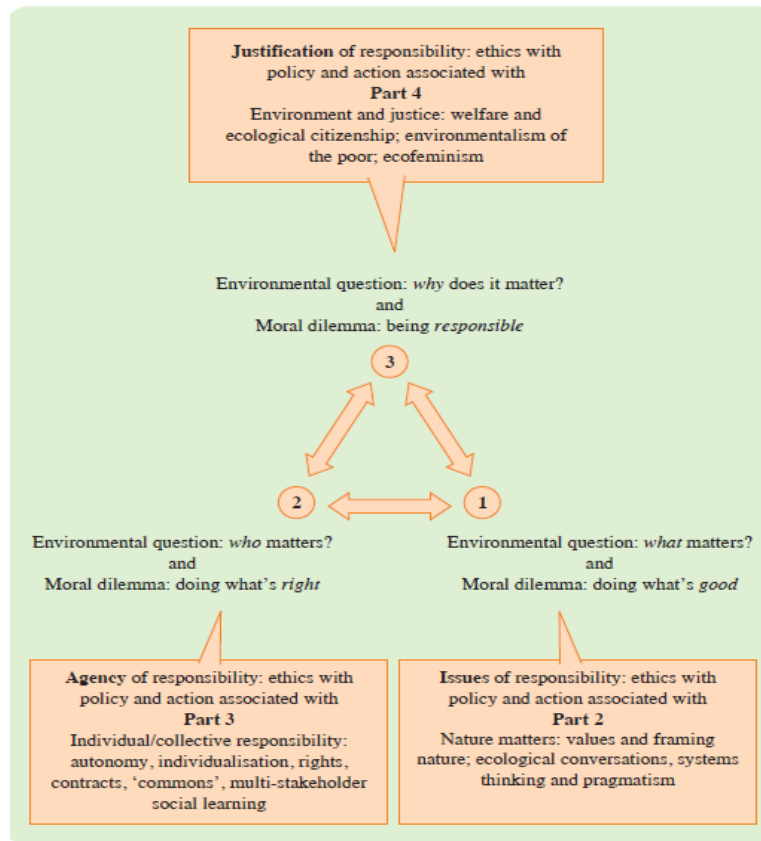 Justification of responsibility: ethics with
policy and action associated with
Part 4
Environment and justice: welfare and
ecological citizenship; environmentalism of
the poor; ecofeminism
Environmental question: why does it matter?
and
Moral dilemma: being responsible
3
2
1
Environmental question: who matters?
and
Moral dilemma: doing what's right
Environmental question: what matters?
and
Moral dilemma: doing what's good
Agency of responsibility: ethics with
policy and action associated with
Part 3
Individual/collective responsibility:
autonomy, individualisation, rights,
contracts, ‘commons’, multi-stakeholder
social learning
Issues of responsibility: ethics with
policy and action associated with
Part 2
Nature matters: values and framing
nature; ecological conversations, systems
thinking and pragmatism